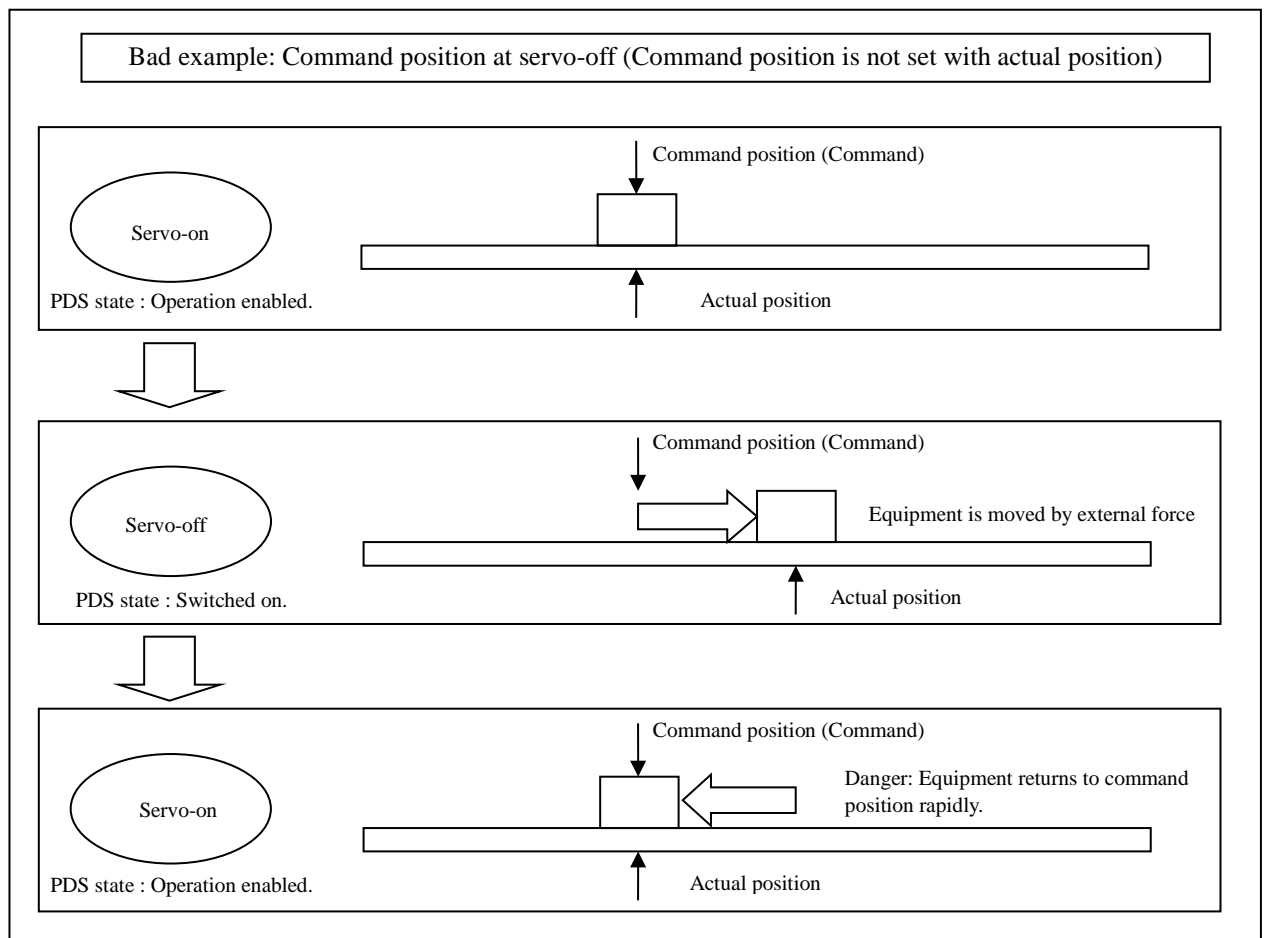 Bad example: Command position at servo-off (Command position is not set with actual position)
Command position (Command)
Servo-on
PDS state : Operation enabled.
Actual position
Command position (Command)
Servo-off
Equipment is moved by external force
PDS state : Switched on.
Actual position
Command position (Command)
Servo-on
Danger: Equipment returns to command
position rapidly.
PDS state : Operation enabled.
Actual position